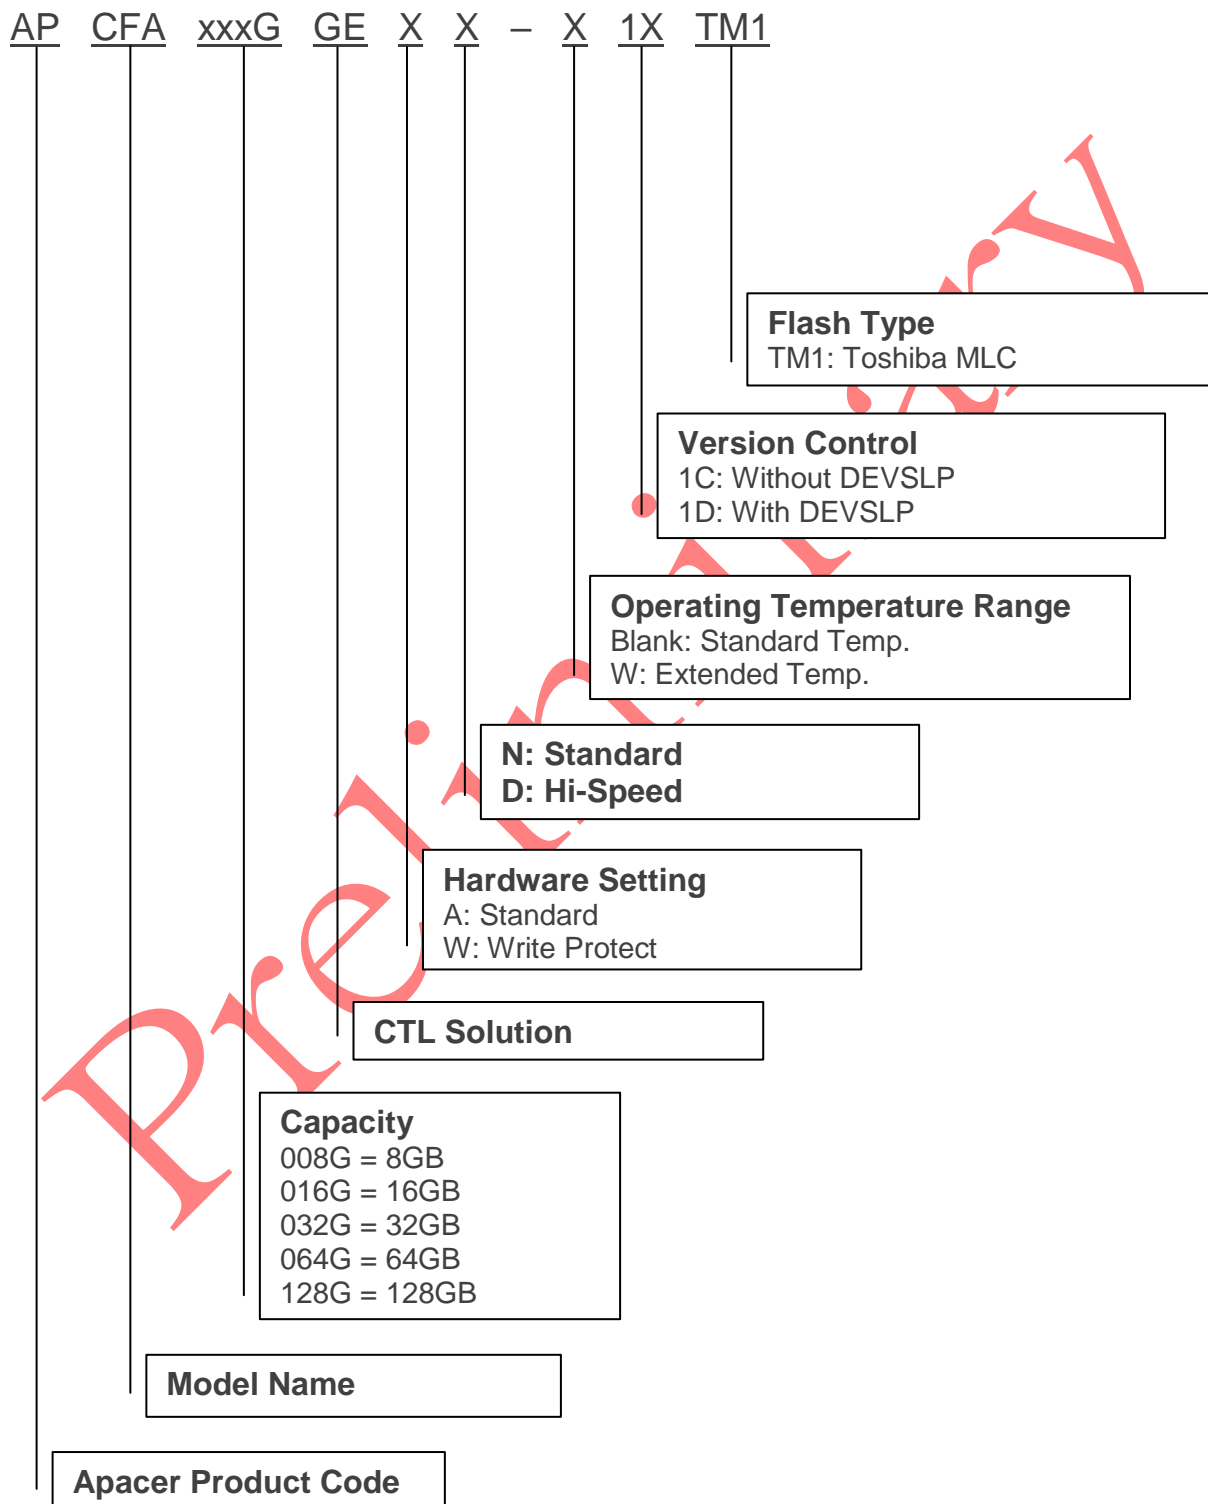 AP CFA xxxG GE X X – X 1X TM1
Flash Type
TM1: Toshiba MLC
Version Control
1C: Without DEVSLP
1D: With DEVSLP
Operating Temperature Range
Blank: Standard Temp.
W: Extended Temp.
N: Standard
D: Hi-Speed
Hardware Setting
A: Standard
W: Write Protect
CTL Solution
Capacity
008G = 8GB
016G = 16GB
032G = 32GB
064G = 64GB
128G = 128GB
Model Name
Apacer Product Code
Preliminary